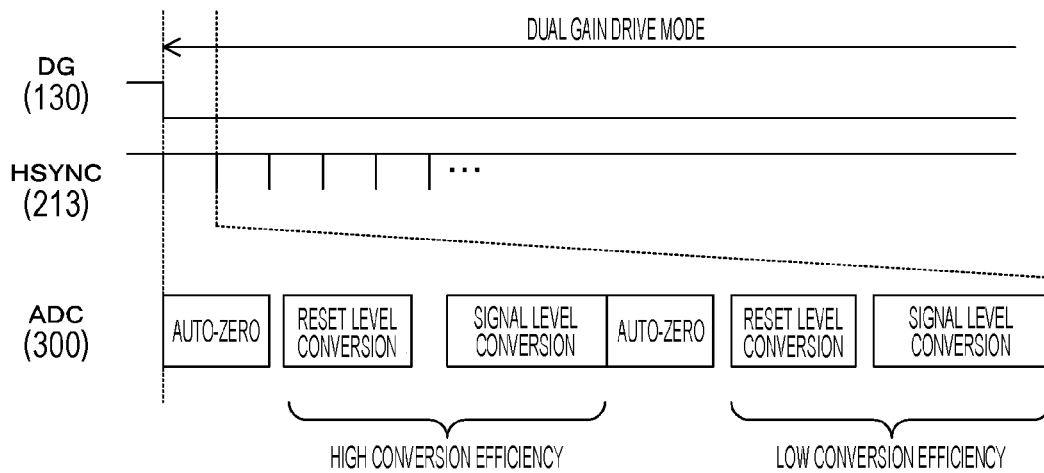 DUAL GAIN DRIVE MODE
DG
(130)
HSYNC
(213)
...
ADC
(300)
AUTO-ZERO
RESET LEVEL
CONVERSION
SIGNAL LEVEL
CONVERSION
AUTO-ZERO
RESET LEVEL
CONVERSION
SIGNAL LEVEL
CONVERSION
HIGH CONVERSION EFFICIENCY
LOW CONVERSION EFFICIENCY